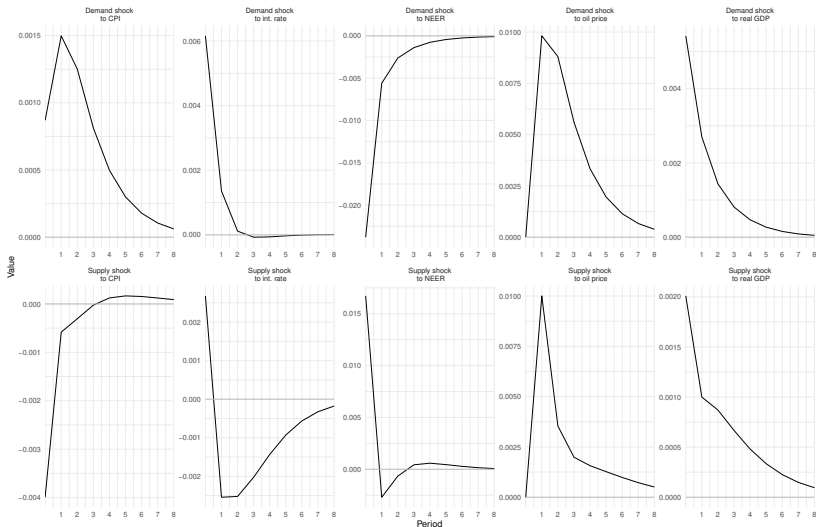 Demand shock
to CPI
Demand shock
to int. rate
Demand shock
to NEER
Demand shock
to oil price
Demand shock
to real GDP
0.0015
0.0010
0.0005
0.0000
1 2 3 4 5 6 7 8
0.006
0.004
0.002
0.000
1 2 3 4 5 6 7 8
0.000
−0.005
−0.010
−0.015
−0.020
1 2 3 4 5 6 7 8
0.0100
0.0075
0.0050
0.0025
0.0000
1 2 3 4 5 6 7 8
0.004
0.002
0.000
1 2 3 4 5 6 7 8
Value
Supply shock
to CPI
Supply shock
to int. rate
Supply shock
to NEER
Supply shock
to oil price
Supply shock
to real GDP
0.000
−0.001
−0.002
−0.003
−0.004
1 2 3 4 5 6 7 8
0.002
0.001
0.000
−0.001
−0.002
1 2 3 4 5 6 7 8
0.015
0.010
0.005
0.000
1 2 3 4 5 6 7 8
0.0100
0.0075
0.0050
0.0025
0.0000
1 2 3 4 5 6 7 8
0.0020
0.0015
0.0010
0.0005
0.0000
1 2 3 4 5 6 7 8
Period